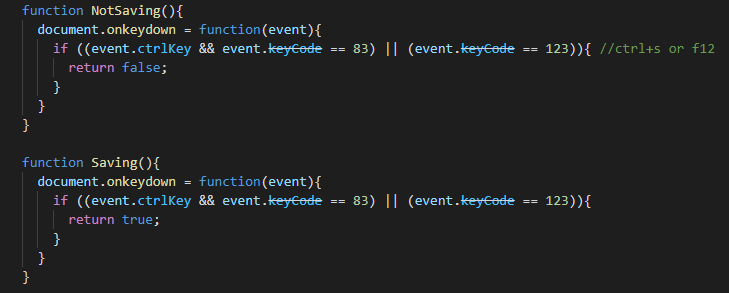 function NotSaving(){
document.onkeydown = function(event){
if ((event.ctrlKey && event.keyCode == 83) || (event.keyCode == 123)){ //ctrl+s or f12
return false;
}
}
}
function Saving(){
document.onkeydown = function(event){
if ((event.ctrlKey && event.keyCode == 83) || (event.keyCode == 123)){
return true;
}
}
}